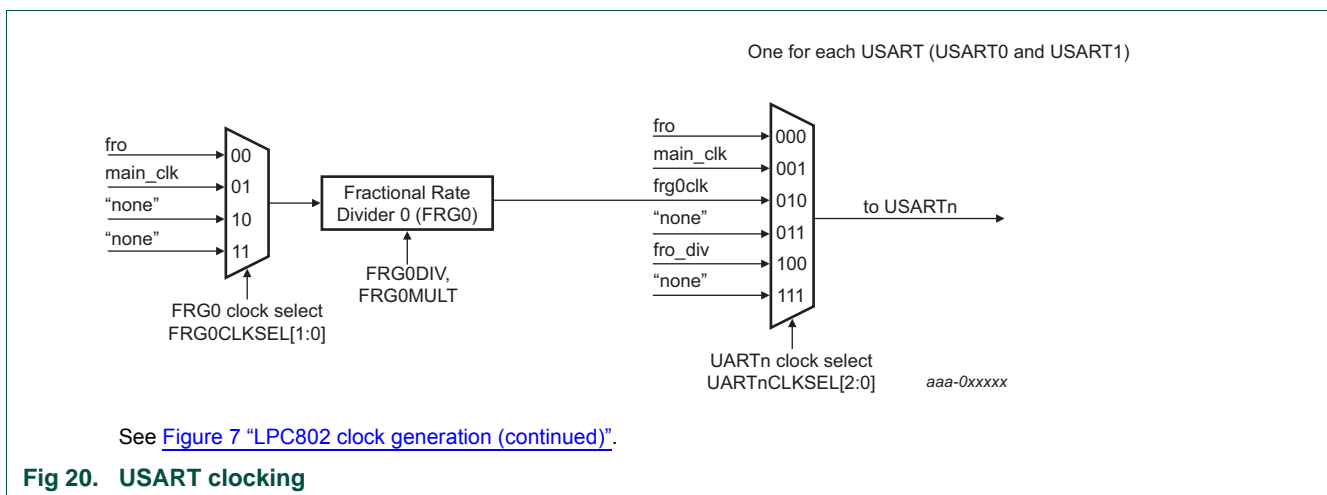 One for each USART (USART0 and USART1)
fro
main_clk
"none"
"none"
00
01
10
11
FRG0 clock select
FRG0CLKSEL[1:0]
Fractional Rate
Divider 0 (FRG0)
FRG0DIV,
FRG0MULT
fro
main_clk
frg0clk
"none"
fro_div
"none"
000
001
010
011
100
111
to USARTn
UARTn clock select
UARTnCLKSEL[2:0]
aaa-0xxxxx
See Figure 7 “LPC802 clock generation (continued)”.
Fig 20. USART clocking